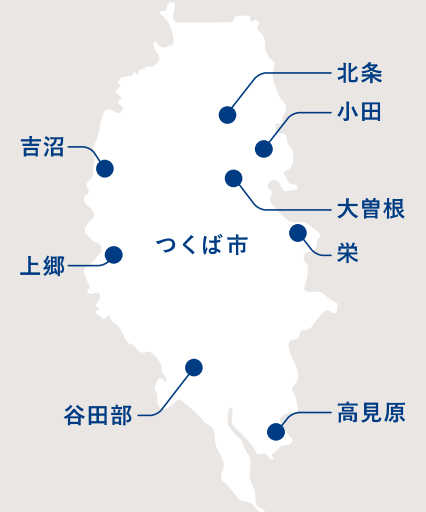 北条
小田
吉沼
大曽根
つくば市
栄
上郷
谷田部
高見原